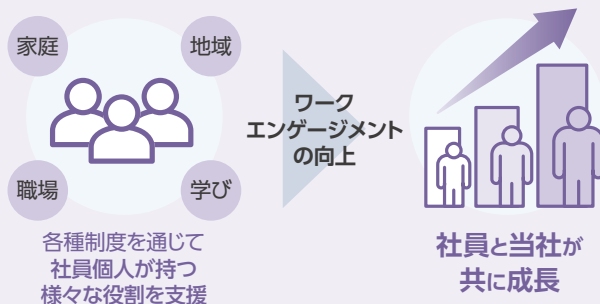 家庭
地域
職場
学び
各種制度を通じて
社員個人が持つ
様々な役割を支援
ワーク
エンゲージメント
の向上
社員と当社が
共に成長